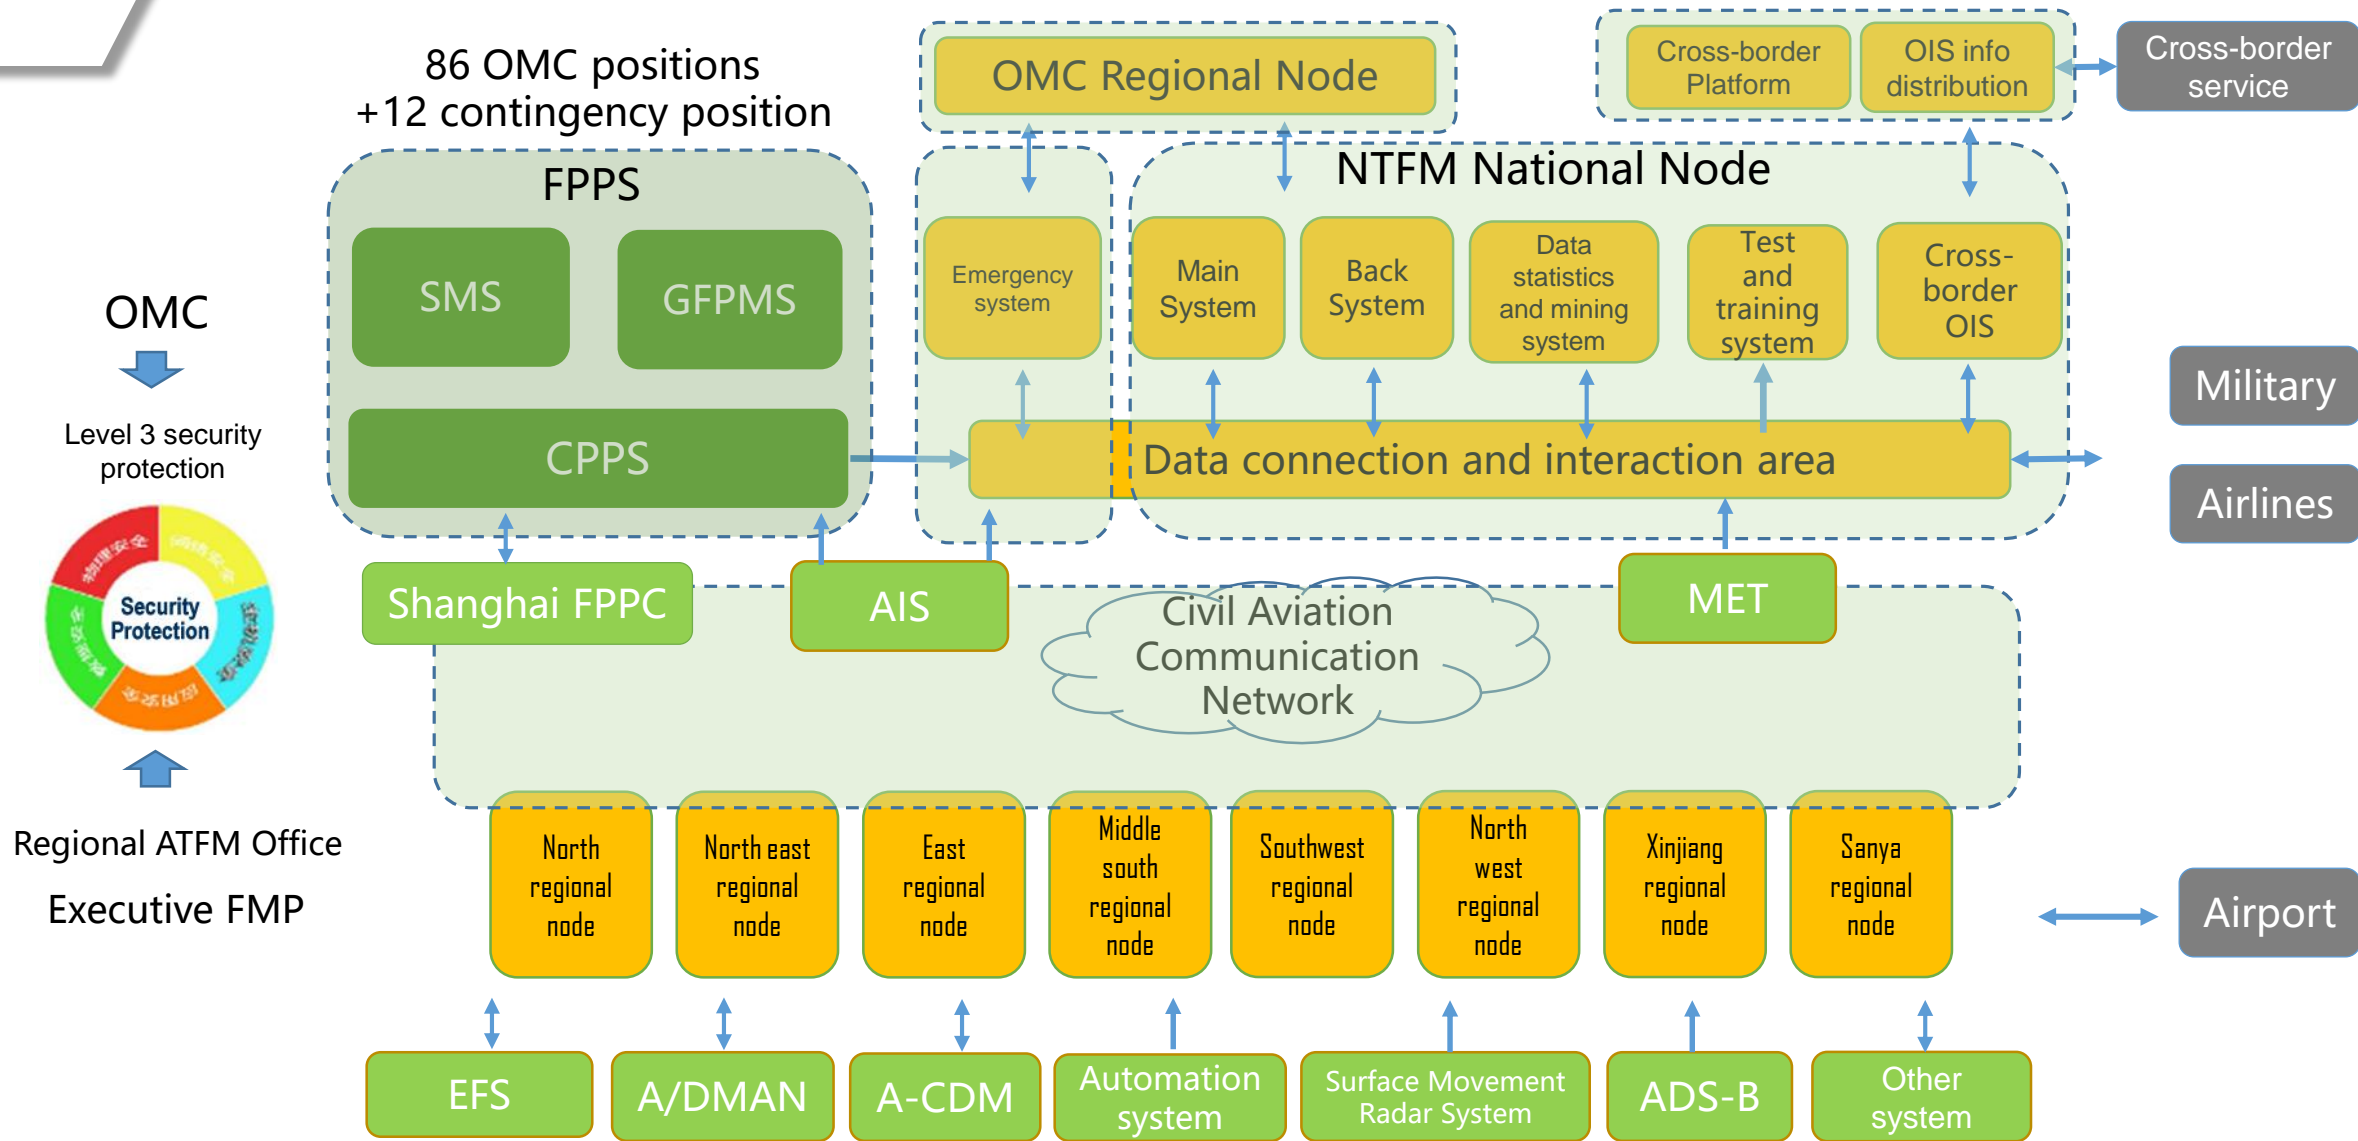 86 OMC positions
+12 contingency position
OMC Regional Node
Cross-border
Platform
OIS info
distribution
Cross-border
service
FPPS
SMS
GFPMS
CPPS
NTFM National Node
Emergency
system
Main
System
Back
System
Data
statistics
and mining
system
Test
and
training
system
Cross-
border
OIS
Data connection and interaction area
OMC
Level 3 security
protection
物理安全
Security
Protection
Regional ATFM Office
Executive FMP
Military
Airlines
Shanghai FPPC
AIS
Civil Aviation
Communication
Network
MET
North
regional
node
North east
regional
node
East
regional
node
Middle
south
regional
node
Southwest
regional
node
North
west
regional
node
Xinjiang
regional
node
Sanya
regional
node
Airport
EFS
A/DMAN
A-CDM
Automation
system
Surface Movement
Radar System
ADS-B
Other
system